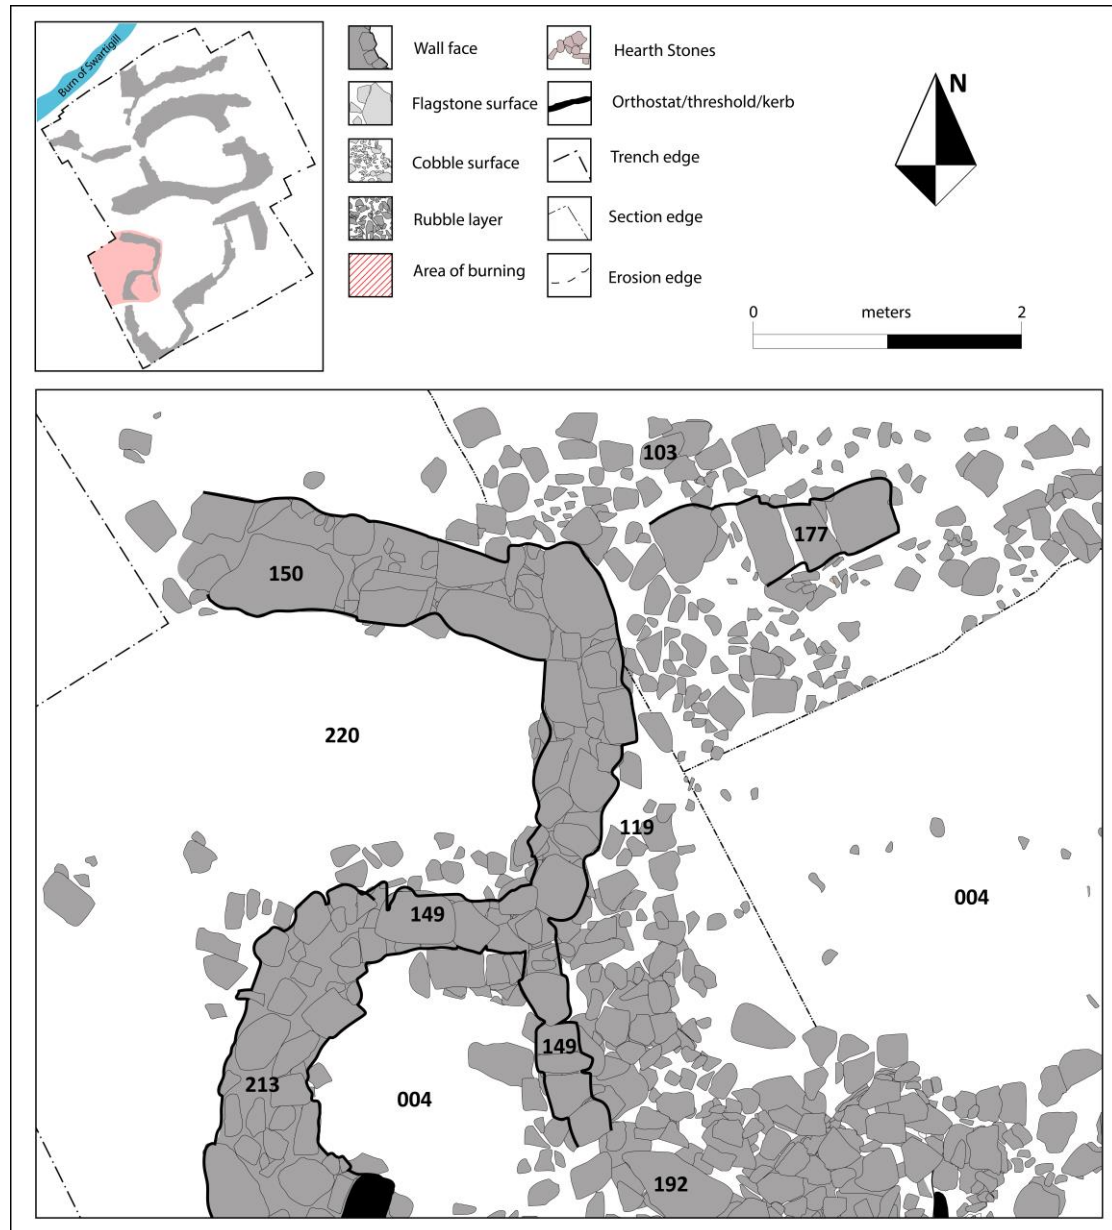 Burn of Swartigill
Wall face
Flagstone surface
Cobble surface
Rubble layer
Area of burning
Hearth Stones
Orthostat/threshold/kerb
Trench edge
Section edge
Erosion edge
N
0 meters 2
103
177
150
220
119
149
004
149
213
004
192